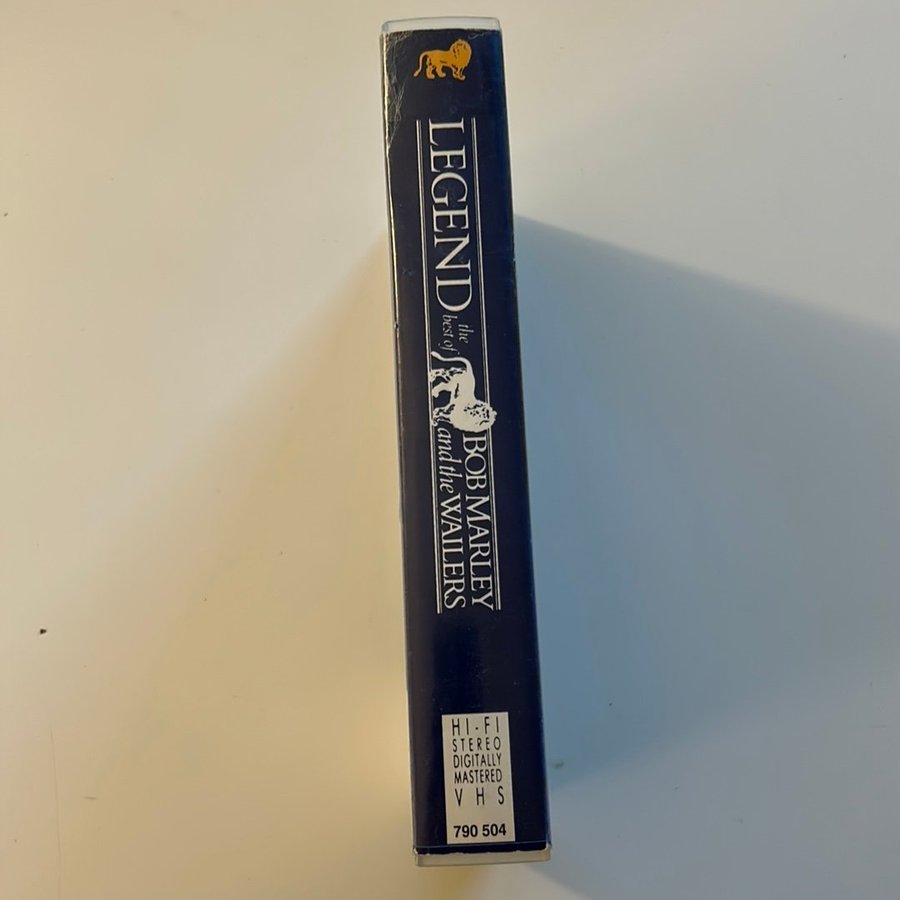 LEGEND
the
best of
BOB MARLEY
and the WAILERS
HI-FI
STEREO
DIGITALLY
MASTERED
VHS
790 504